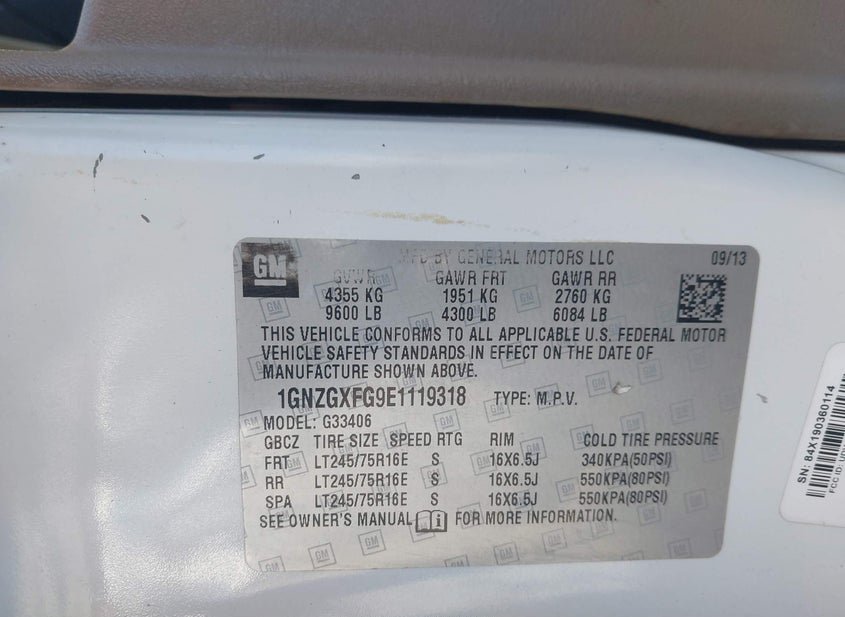 GM
MFD BY GENERAL MOTORS LLC 09/13
GVWR GAWR FRT GAWR RR
4355 KG 1951 KG 2760 KG
9600 LB 4300 LB 6084 LB
THIS VEHICLE CONFORMS TO ALL APPLICABLE U.S. FEDERAL MOTOR
VEHICLE SAFETY STANDARDS IN EFFECT ON THE DATE OF
MANUFACTURE SHOWN ABOVE.
1GNZGXFG9E1119318 TYPE: M.P.V.
MODEL: G33406
GBCZ TIRE SIZE SPEED RTG RIM COLD TIRE PRESSURE
FRT LT245/75R16E S 16X6.5J 340KPA(50PSI)
RR LT245/75R16E S 16X6.5J 550KPA(80PSI)
SPA LT245/75R16E S 16X6.5J 550KPA(80PSI)
SEE OWNER'S MANUAL FOR MORE INFORMATION.
SN: 84X190360114
FCC ID: